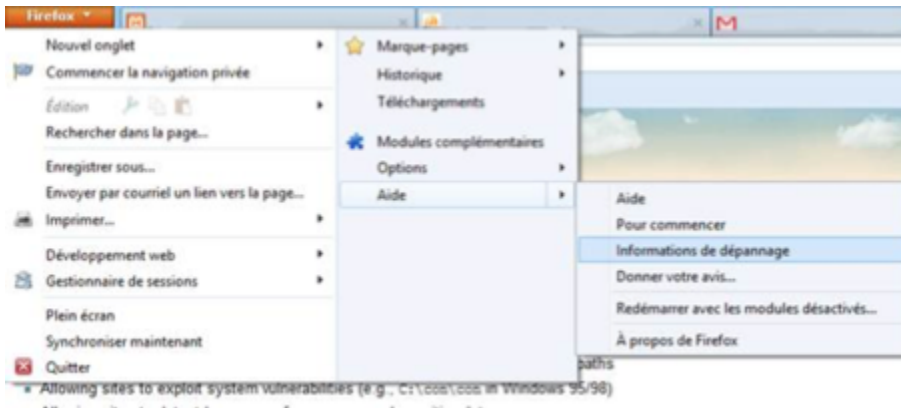 Firefox
Nouvel onglet
Commencer la navigation privée
Édition
Rechercher dans la page...
Enregistrer sous...
Envoyer par courriel un lien vers la page...
Imprimer...
Développement web
Gestionnaire de sessions
Plein écran
Synchroniser maintenant
Quitter
Marque-pages
Historique
Téléchargements
Modules complémentaires
Options
Aide
Aide
Pour commencer
Informations de dépannage
Donner votre avis...
Redémarrer avec les modules désactivés...
À propos de Firefox
paths
Allowing sites to exploit system vulnerabilities (e.g., C:\con\con in Windows 95/98)